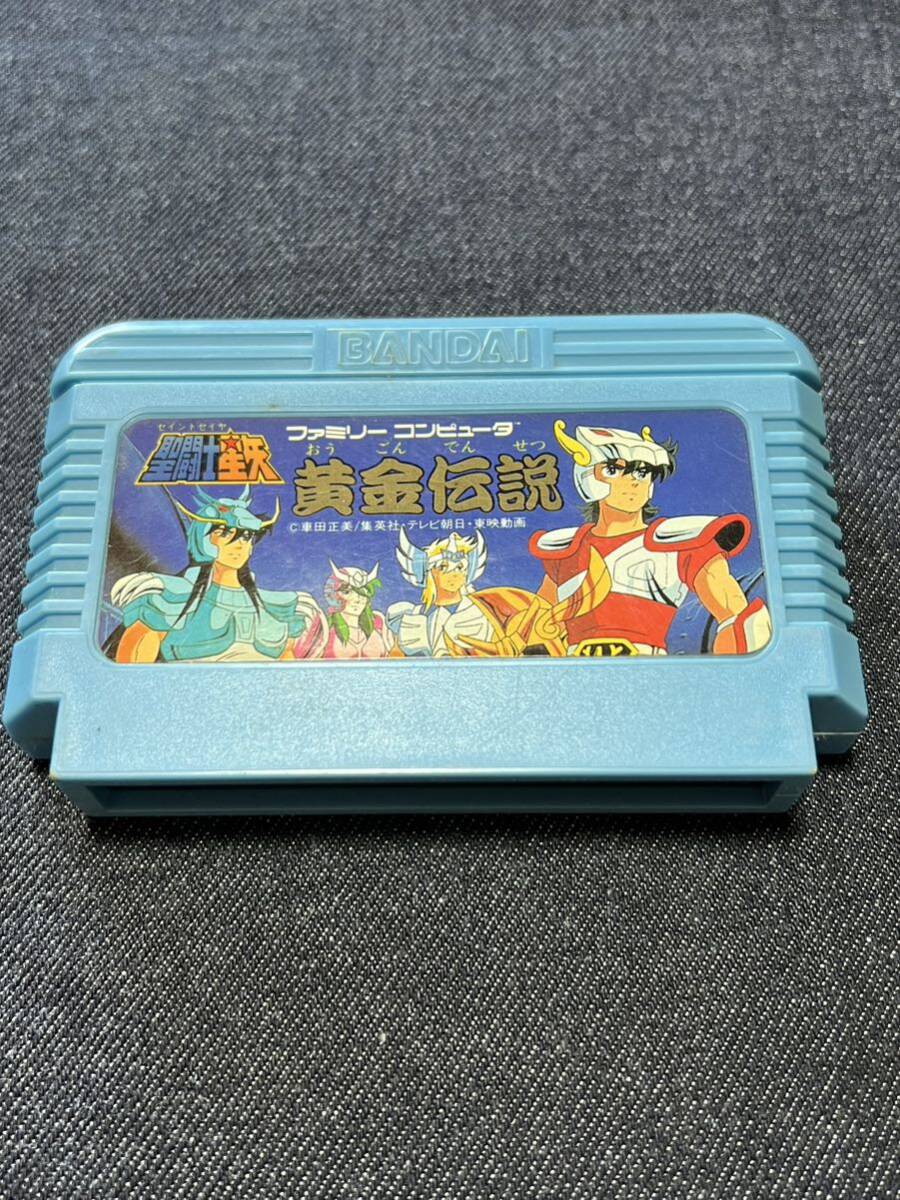 BANDAI
セイントセイヤ
聖闘士星矢
ファミリー コンピュータ™
おう ごん でん せつ
黄金伝説
©車田正美/集英社・テレビ朝日・東映動画